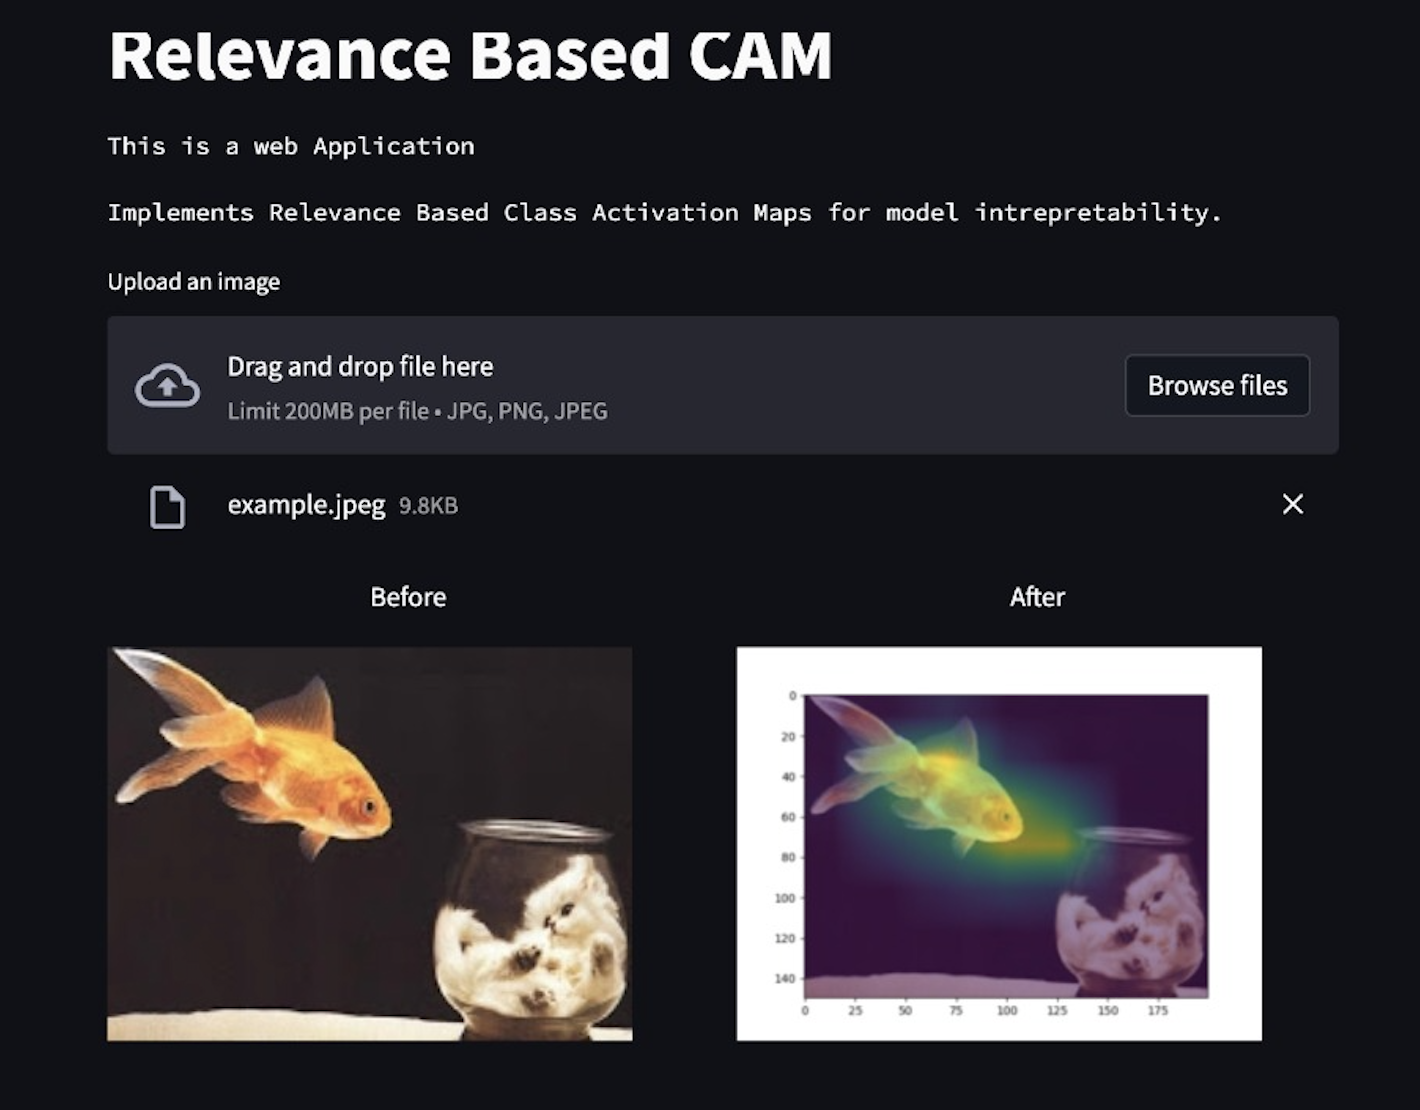 Relevance Based CAM
This is a web Application
Implements Relevance Based Class Activation Maps for model intrepretability.
Upload an image
Drag and drop file here
Limit 200MB per file • JPG, PNG, JPEG
Browse files
example.jpeg 9.8KB
Before
After
0
20
40
60
80
100
120
140
0 25 50 75 100 125 150 175